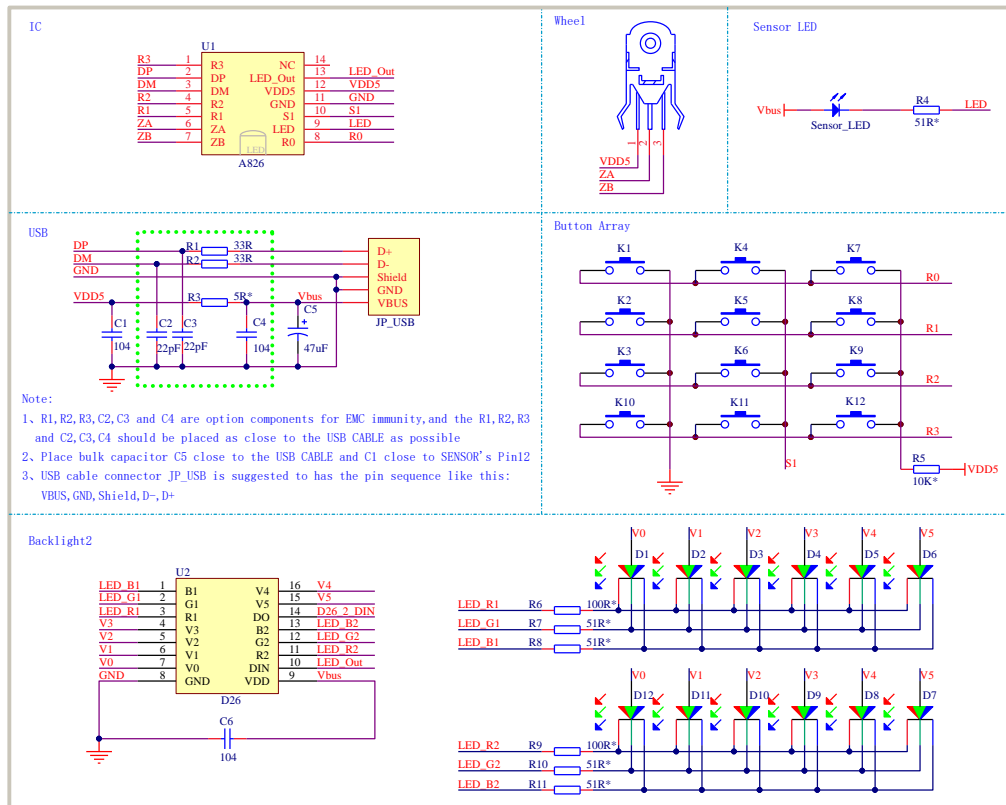 IC
U1
R3 1 R3 NC 14
DP 2 DP LED_Out 13 LED_Out
DM 3 DM VDD5 12 VDD5
R2 4 R2 GND 11 GND
R1 5 R1 S1 10 S1
ZA 6 ZA LED 9 LED
ZB 7 ZB R0 8 R0
LED
A826
Wheel
1 2 3
VDD5
ZA
ZB
Sensor LED
Vbus
Sensor_LED
R4
51R*
LED
USB
DP R1 33R D+
DM R2 33R D-
GND Shield
GND
VDD5 R3 5R* Vbus VBUS
JP_USB
C1 C2 C3 C4 C5
104 22pF 22pF 104 47uF
+
Note:
1、R1,R2,R3,C2,C3 and C4 are option components for EMC immunity,and the R1,R2,R3
and C2,C3,C4 should be placed as close to the USB CABLE as possible
2、Place bulk capacitor C5 close to the USB CABLE and C1 close to SENSOR's Pin12
3、USB cable connector JP_USB is suggested to has the pin sequence like this:
VBUS,GND,Shield,D-,D+
Button Array
K1 K4 K7
R0
K2 K5 K8
R1
K3 K6 K9
R2
K10 K11 K12
R3
S1
R5
10K*
VDD5
Backlight2
U2
LED_B1 1 B1 V4 16 V4
LED_G1 2 G1 V5 15 V5
LED_R1 3 R1 DO 14 D26_2_DIN
V3 4 V3 B2 13 LED_B2
V2 5 V2 G2 12 LED_G2
V1 6 V1 R2 11 LED_R2
V0 7 V0 DIN 10 LED_Out
GND 8 GND VDD 9 Vbus
D26
C6
104
V0 V1 V2 V3 V4 V5
D1 D2 D3 D4 D5 D6
LED_R1 R6 100R*
LED_G1 R7 51R*
LED_B1 R8 51R*
V0 V1 V2 V3 V4 V5
D12 D11 D10 D9 D8 D7
LED_R2 R9 100R*
LED_G2 R10 51R*
LED_B2 R11 51R*